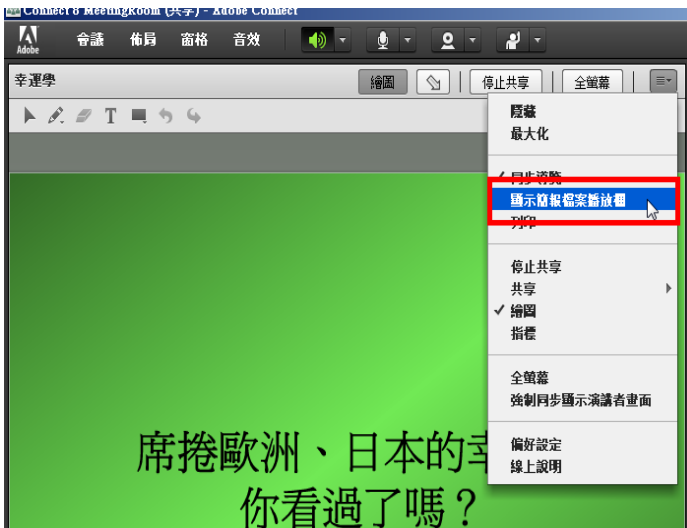 Connect 8 MeetingRoom (共享) - Adobe Connect
Adobe 會議 佈局 窗格 音效
幸運學 繪圖 停止共享 全螢幕
T
隱藏
最大化
同步導覽
顯示簡報檔案播放欄
列印
停止共享
共享
繪圖
指標
全螢幕
強制同步顯示演講者畫面
偏好設定
線上說明
席捲歐洲、日本的幸
你看過了嗎？